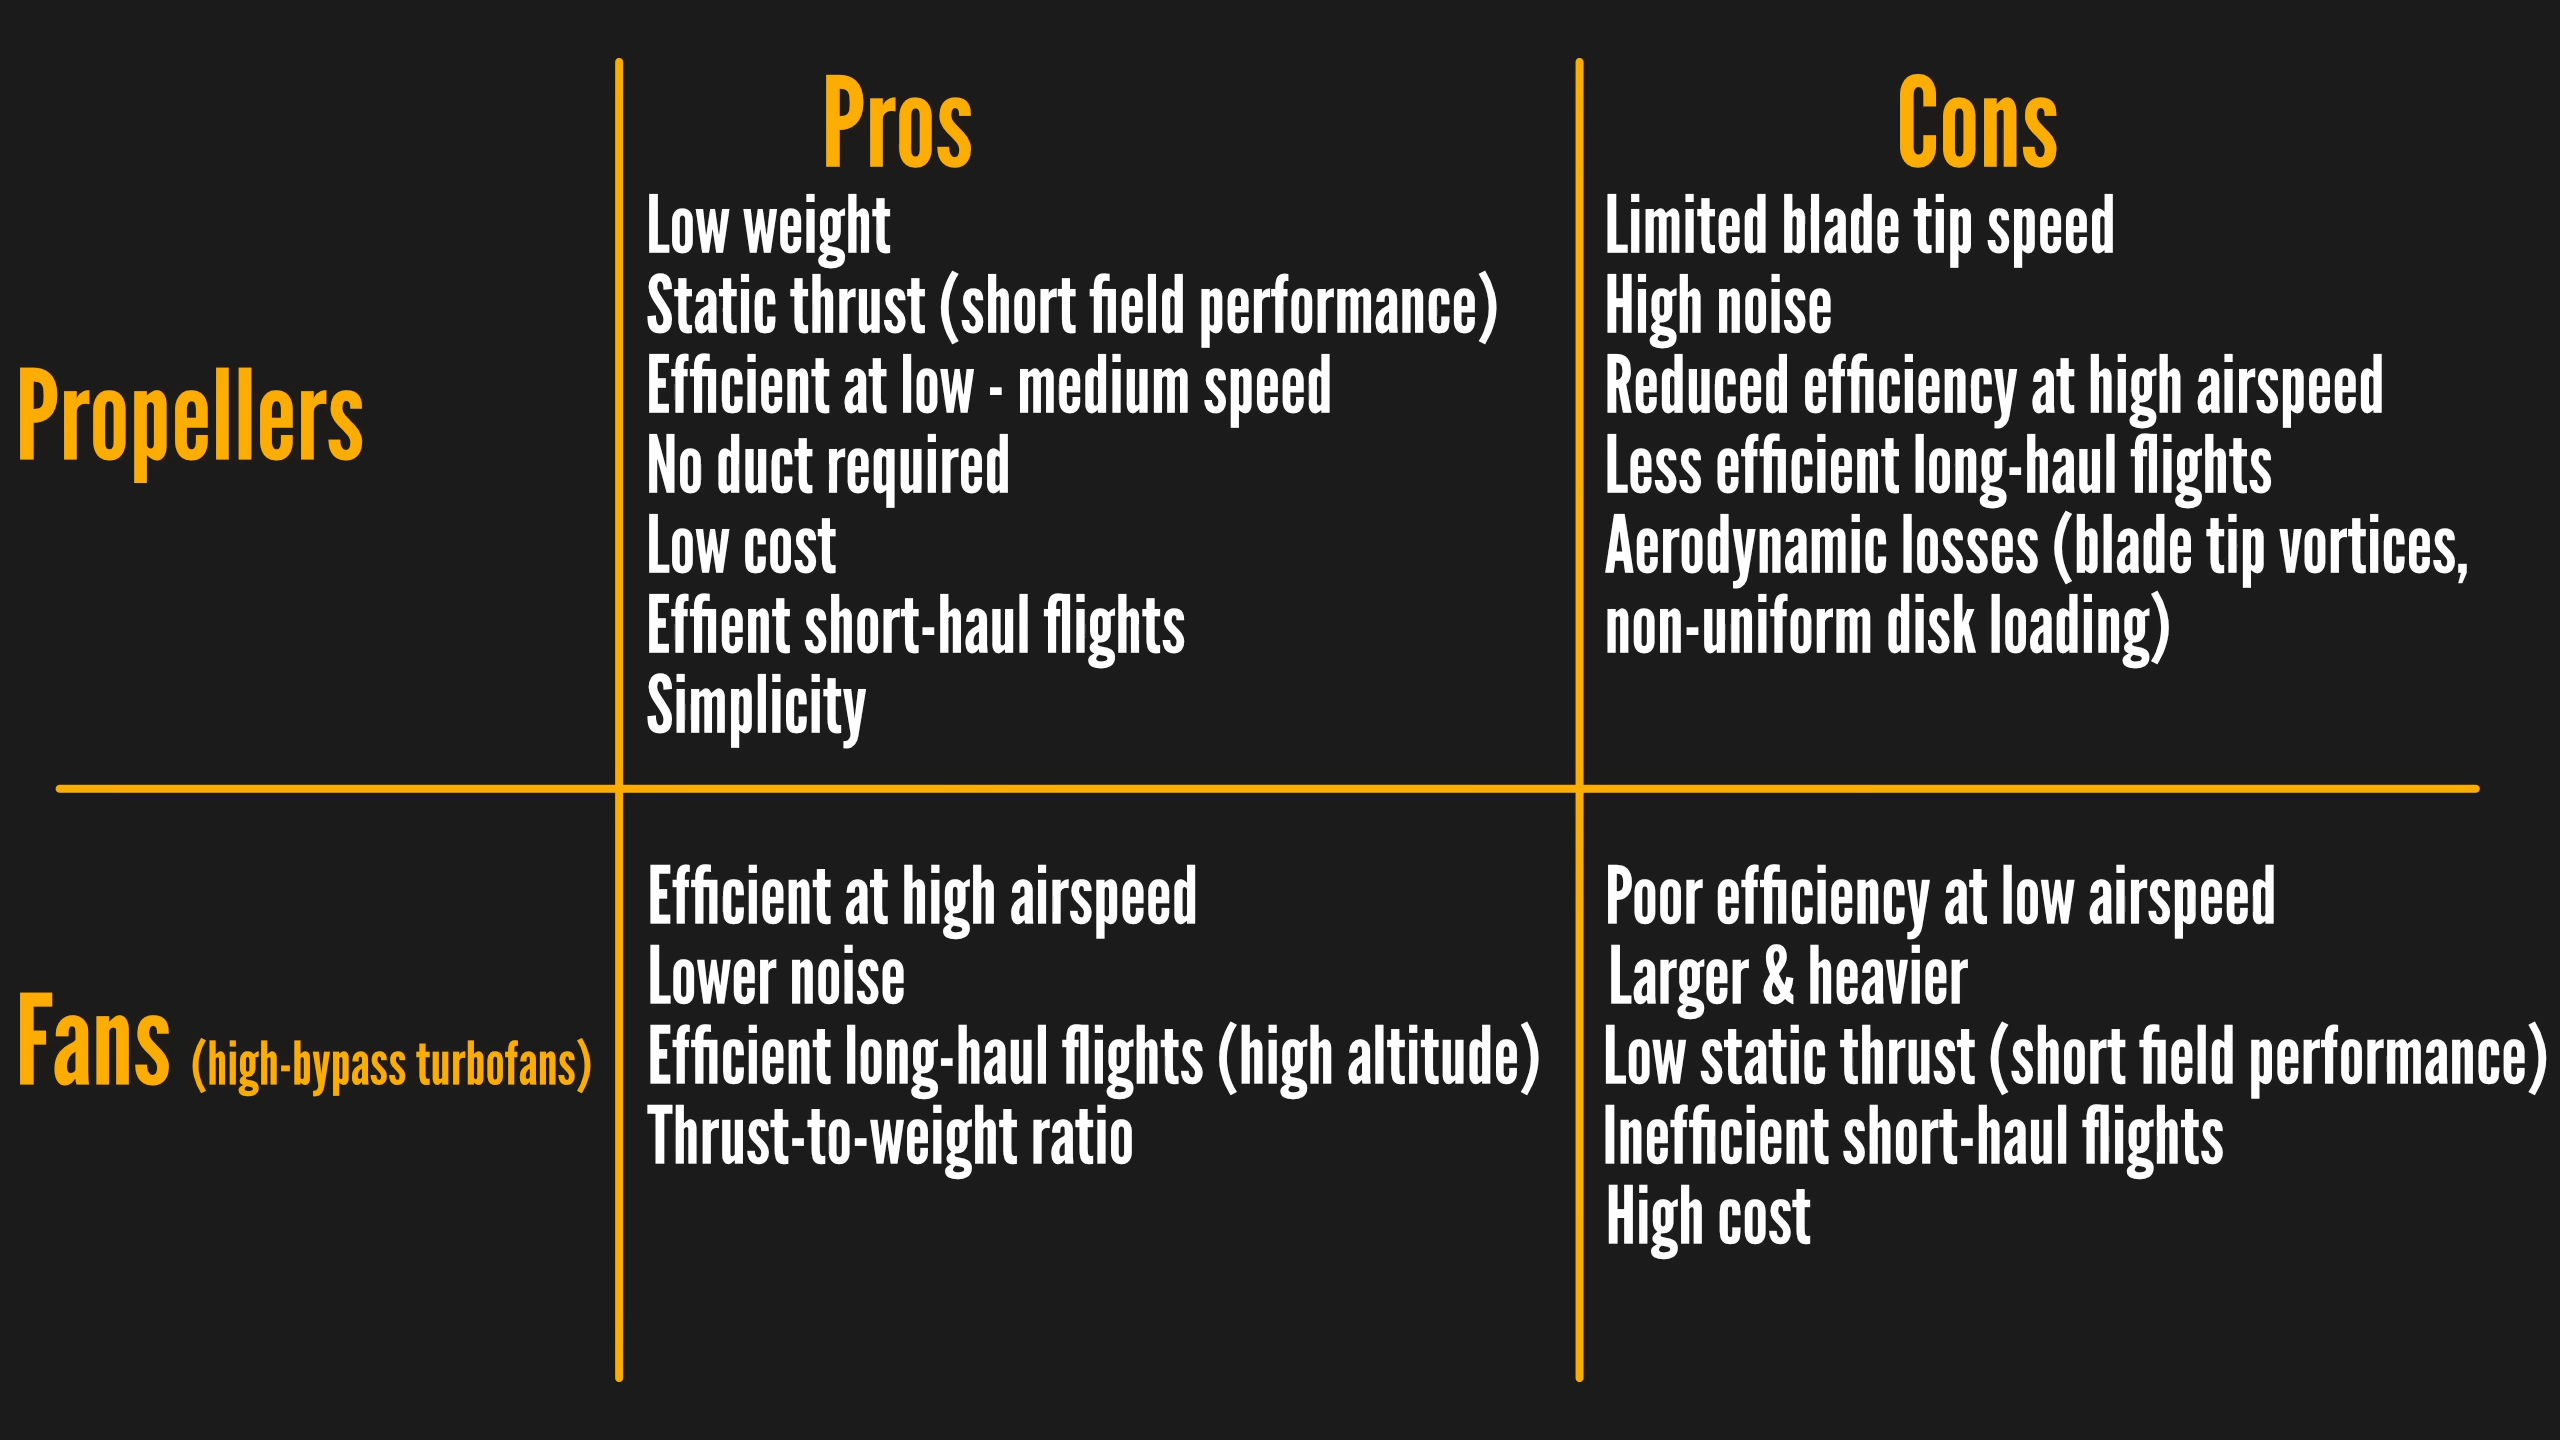 Pros
Cons
Propellers
Low weight
Static thrust (short field performance)
Efficient at low - medium speed
No duct required
Low cost
Effient short-haul flights
Simplicity
Limited blade tip speed
High noise
Reduced efficiency at high airspeed
Less efficient long-haul flights
Aerodynamic losses (blade tip vortices,
non-uniform disk loading)
Fans (high-bypass turbofans)
Efficient at high airspeed
Lower noise
Efficient long-haul flights (high altitude)
Thrust-to-weight ratio
Poor efficiency at low airspeed
Larger & heavier
Low static thrust (short field performance)
Inefficient short-haul flights
High cost